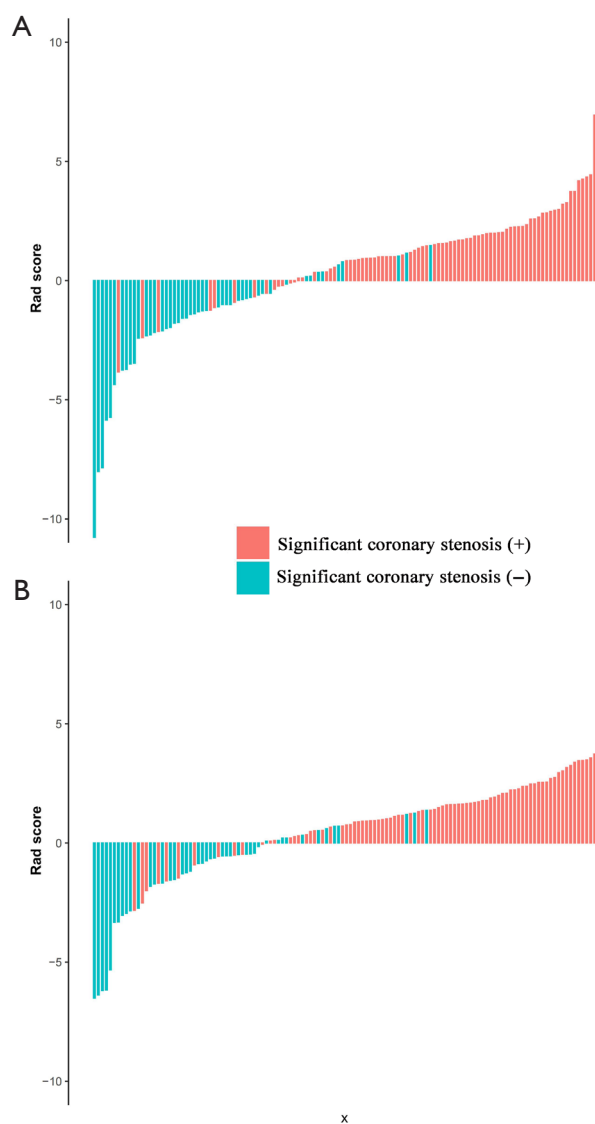 A
10
5
0
−5
−10
Rad score
Significant coronary stenosis (+)
Significant coronary stenosis (−)
B
10
5
0
−5
−10
Rad score
x